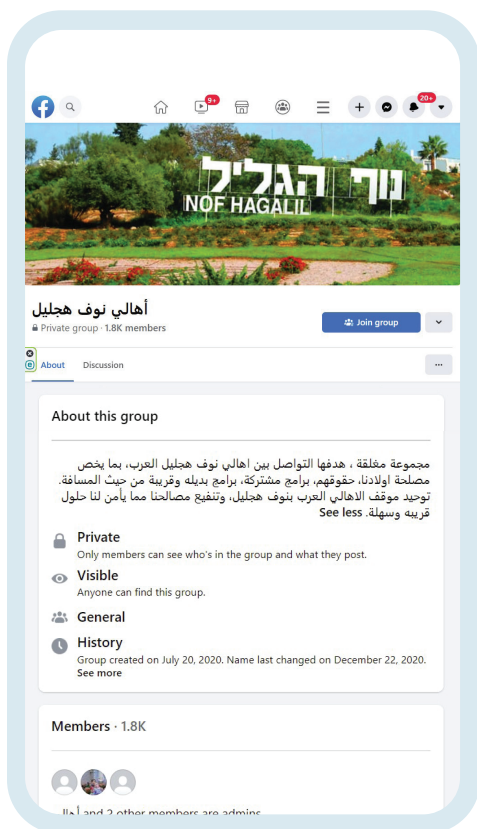 9+
20+
נוף הגליל
NOF HAGALIL
أهالي نوف هجليل
Private group · 1.8K members
Join group
About
Discussion
About this group
مجموعة مغلقة ، هدفها التواصل بين اهالي نوف هجليل العرب، بما يخص
مصلحة اولادنا، حقوقهم، برامج مشتركة، برامج بديله وقريبة من حيث المسافة.
توحيد موقف الاهالي العرب بنوف هجليل، وتنفيع مصالحنا مما يأمن لنا حلول
قريبه وسهلة. See less
Private
Only members can see who's in the group and what they post.
Visible
Anyone can find this group.
General
History
Group created on July 20, 2020. Name last changed on December 22, 2020.
See more
Members · 1.8K
and 2 other members are admins